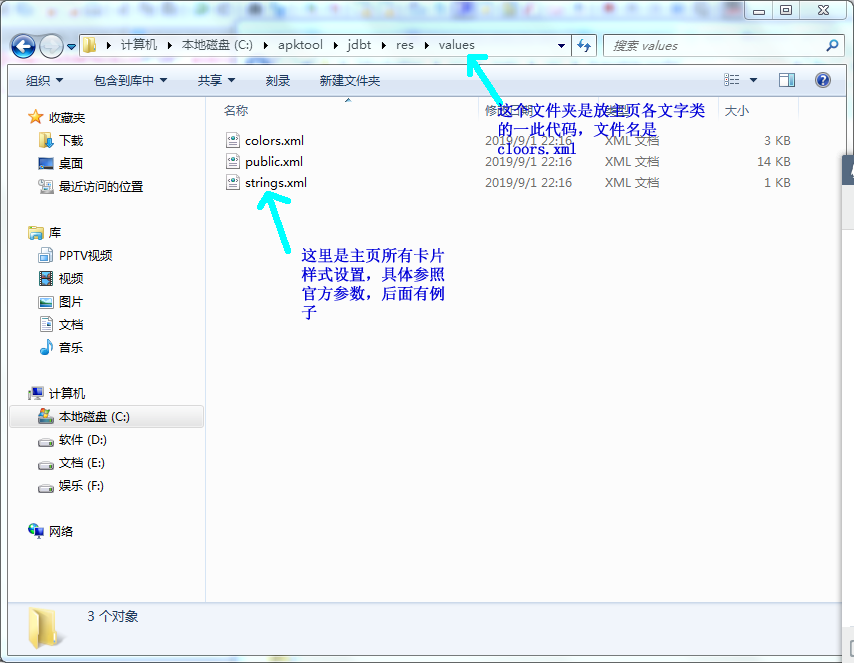 计算机 本地磁盘 (C:) apktool jdbt res values
搜索 values
组织 包含到库中 共享 刻录 新建文件夹
收藏夹
下载
桌面
最近访问的位置
库
PPTV视频
视频
图片
文档
音乐
计算机
本地磁盘 (C:)
软件 (D:)
文档 (E:)
娱乐 (F:)
网络
名称 大小
colors.xml 2019/9/1 22:16 XML 文档 3 KB
public.xml 2019/9/1 22:16 XML 文档 14 KB
strings.xml 2019/9/1 22:16 XML 文档 1 KB
这个文件夹是放主页各文字类
的一此代码，文件名是
cloors.xml
这里是主页所有卡片
样式设置，具体参照
官方参数，后面有例
子
3 个对象